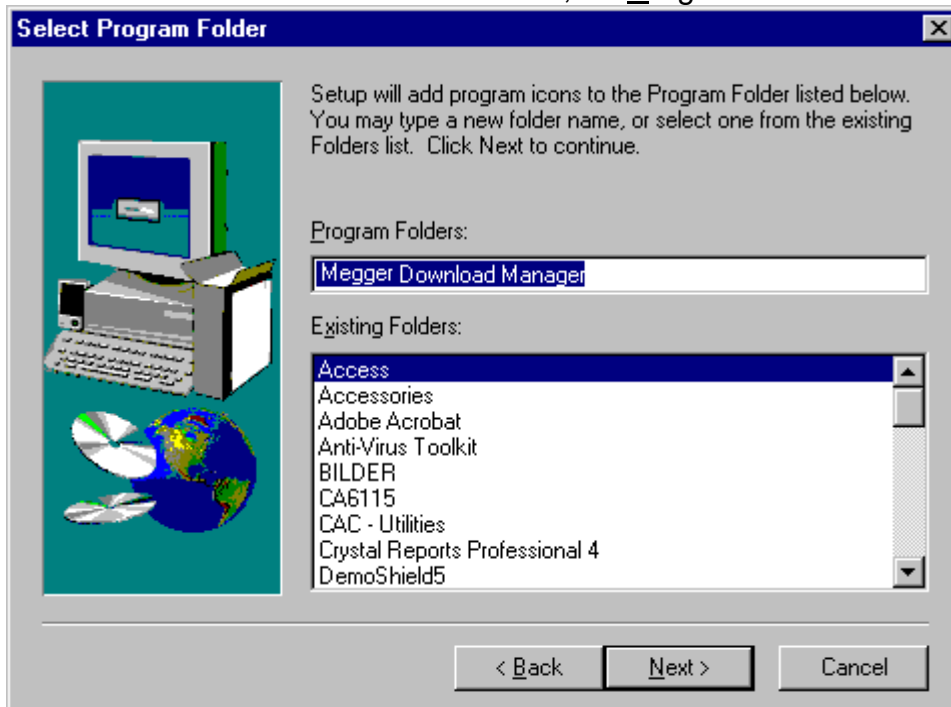 Select Program Folder
Setup will add program icons to the Program Folder listed below.
You may type a new folder name, or select one from the existing
Folders list.  Click Next to continue.
Program Folders:
Megger Download Manager
Existing Folders:
Access
Accessories
Adobe Acrobat
Anti-Virus Toolkit
BILDER
CA6115
CAC - Utilities
Crystal Reports Professional 4
DemoShield5
< Back
Next >
Cancel